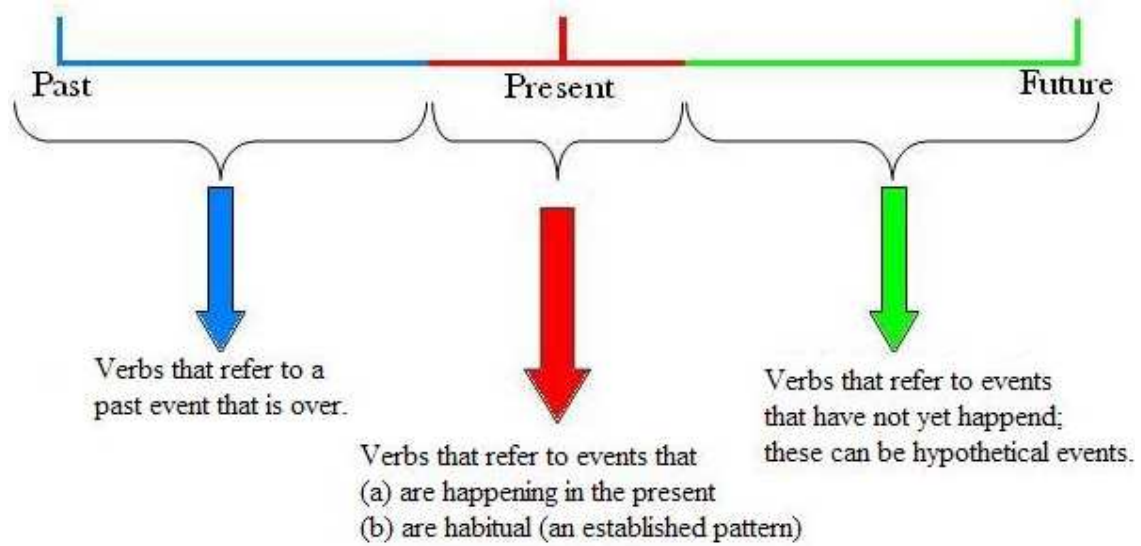 Past
Present
Future
Verbs that refer to a
past event that is over.
Verbs that refer to events that
(a) are happening in the present
(b) are habitual (an established pattern)
Verbs that refer to events
that have not yet happend;
these can be hypothetical events.